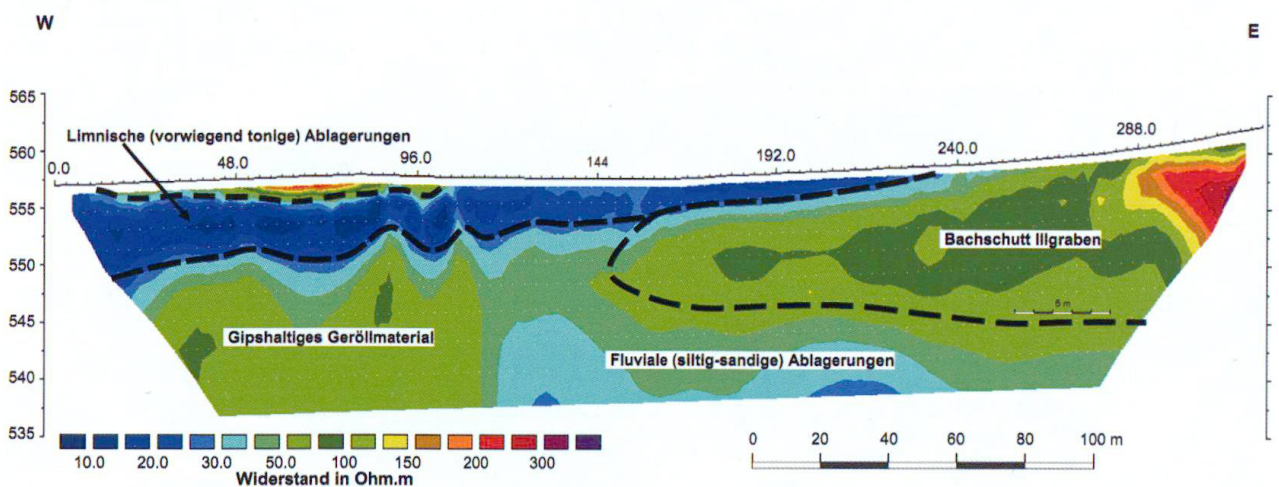 W
E
565
560
555
550
545
540
535
Limnische (vorwiegend tonige) Ablagerungen
0.0
48.0
96.0
144
192.0
240.0
288.0
Bachschutt Illgraben
6 m
Gipshaltiges Geröllmaterial
Fluviale (siltig-sandige) Ablagerungen
10.0 20.0 30.0 50.0 100 150 200 300
Widerstand in Ohm.m
0 20 40 60 80 100 m